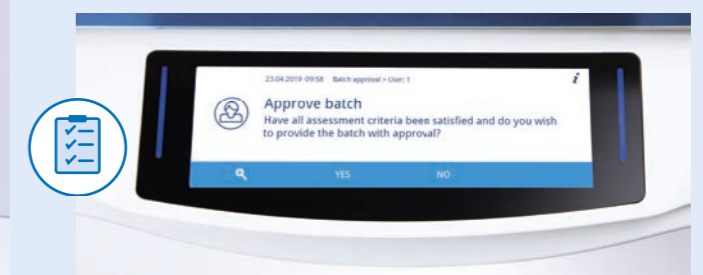 23.04.2019 09:58 Batch approval > User: 1
i
Approve batch
Have all assessment criteria been satisfied and do you wish
to provide the batch with approval?
YES NO